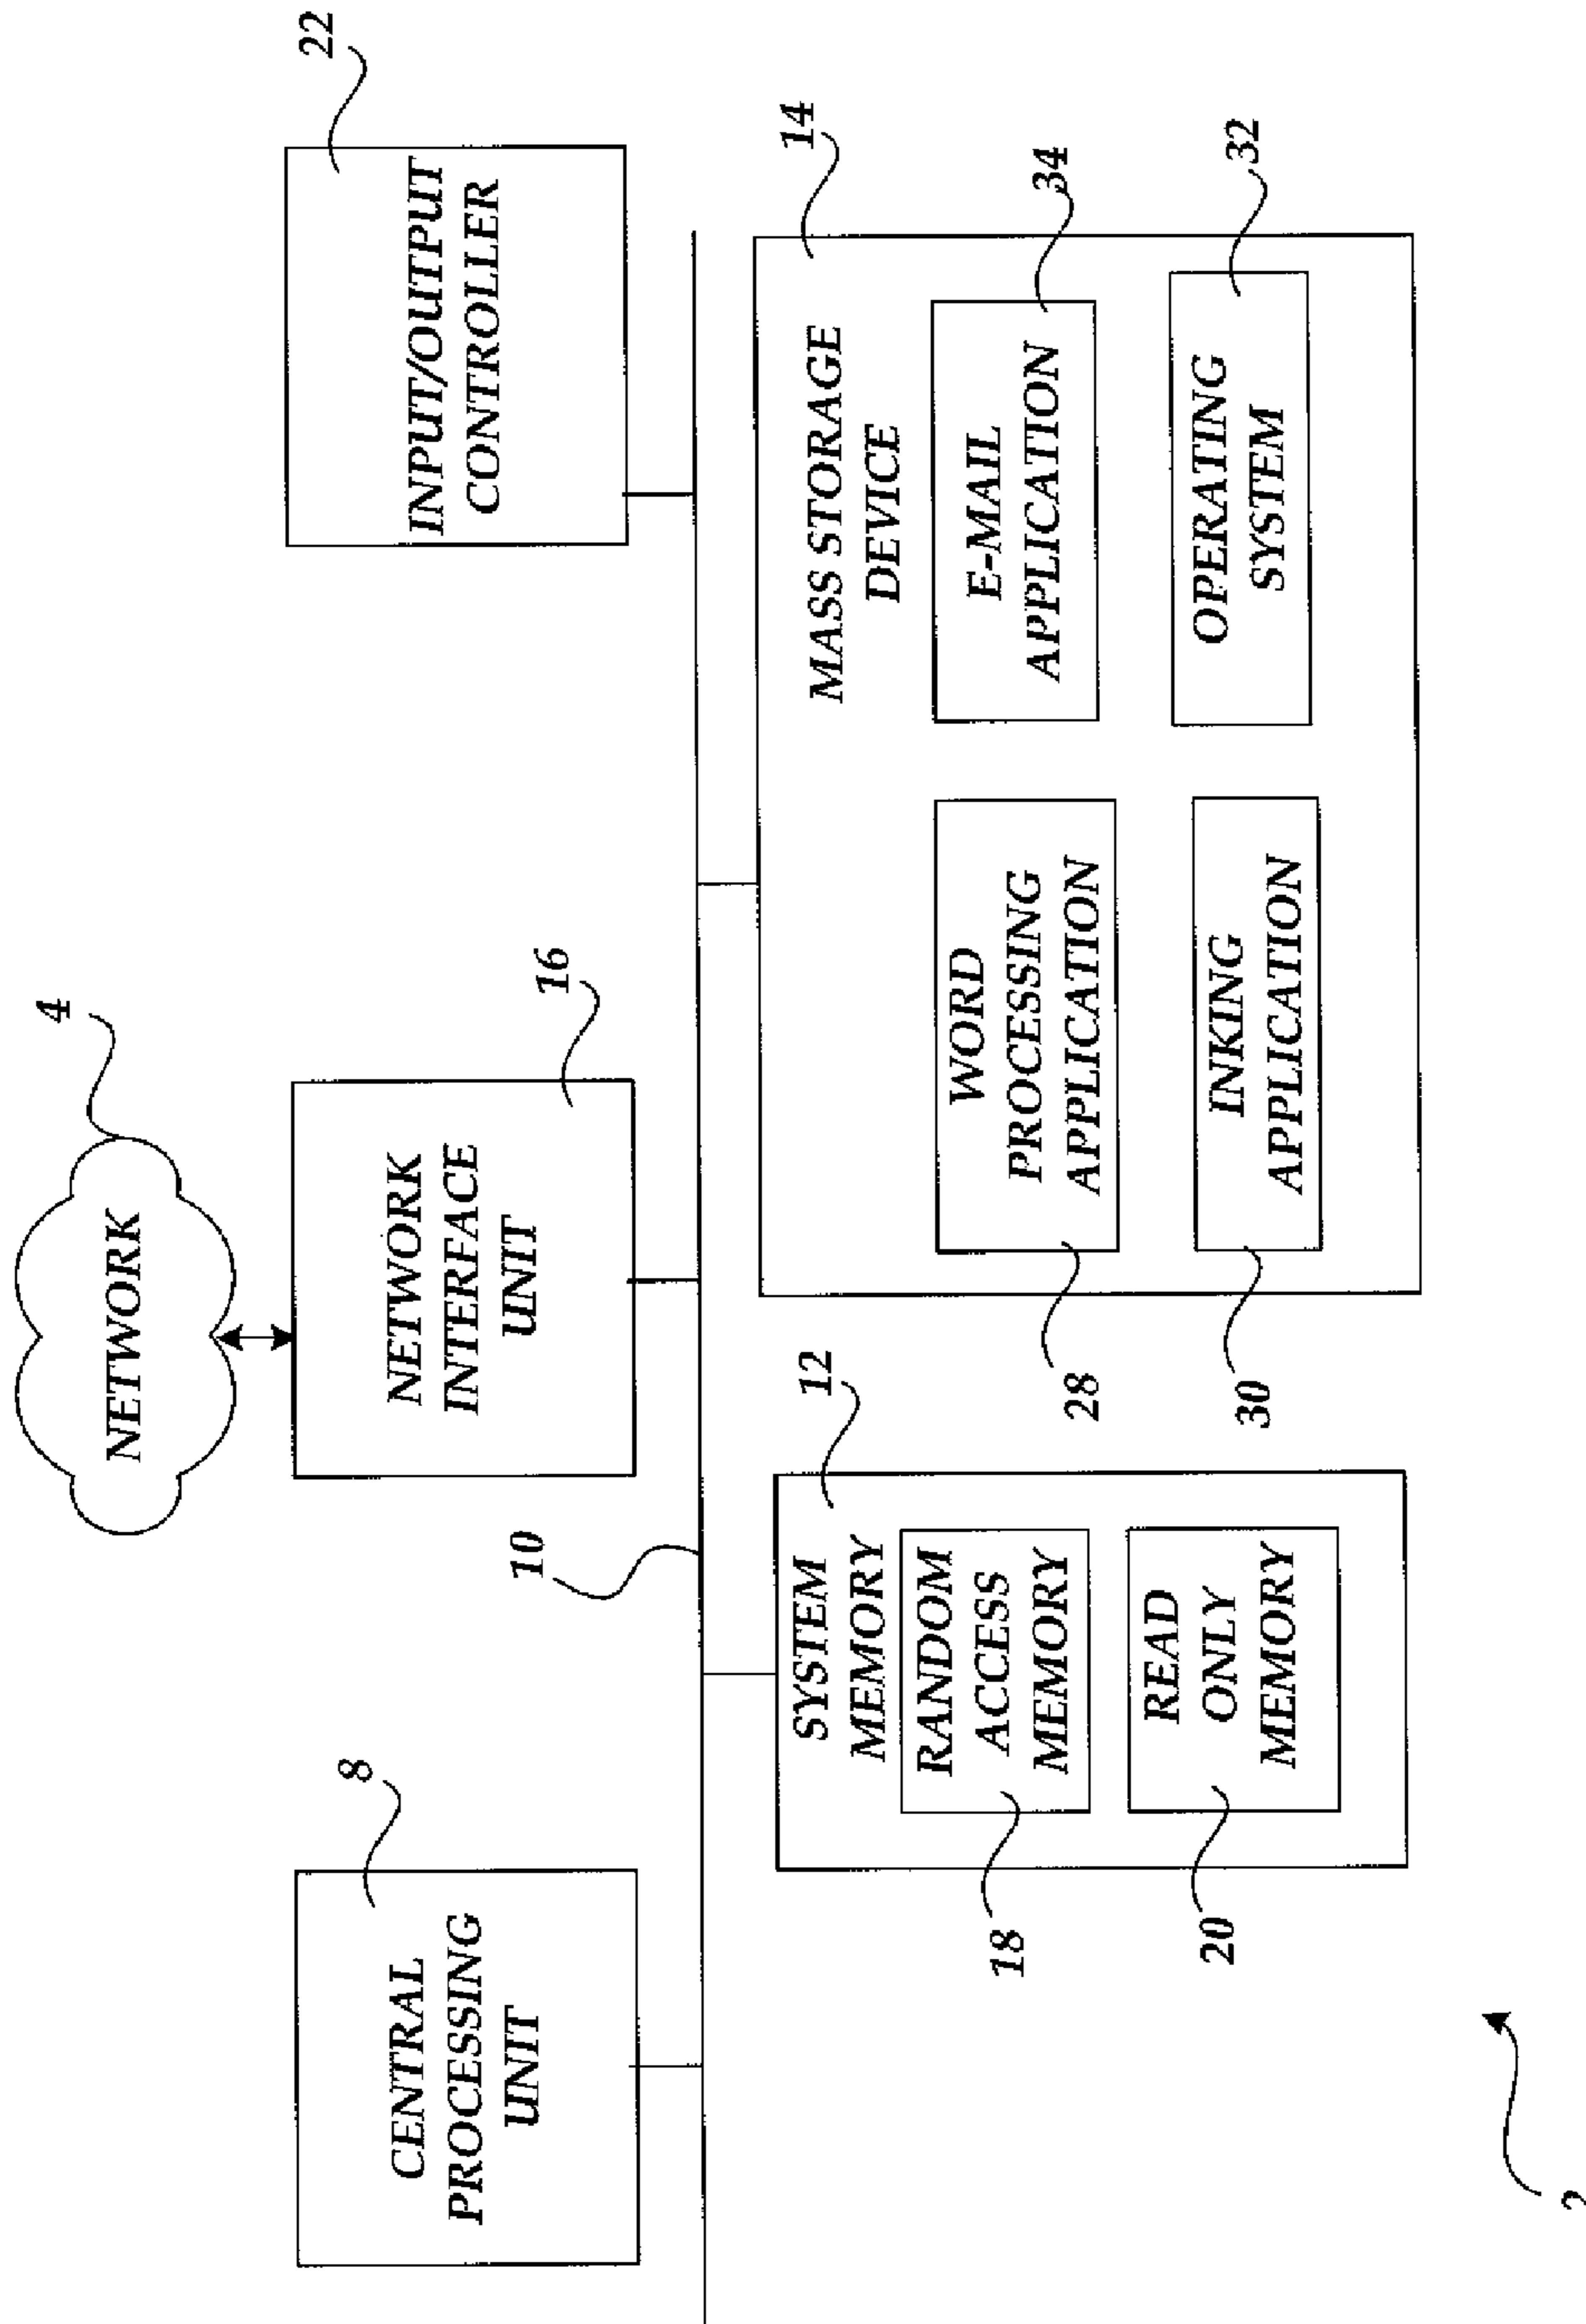 NETWORK
4
CENTRAL
PROCESSING
UNIT
8
NETWORK
INTERFACE
UNIT
16
INPUT/OUTPUT
CONTROLLER
22
10
SYSTEM
MEMORY
12
RANDOM
ACCESS
MEMORY
18
READ
ONLY
MEMORY
20
MASS STORAGE
DEVICE
14
WORD
PROCESSING
APPLICATION
28
E-MAIL
APPLICATION
34
INKING
APPLICATION
30
OPERATING
SYSTEM
32
2